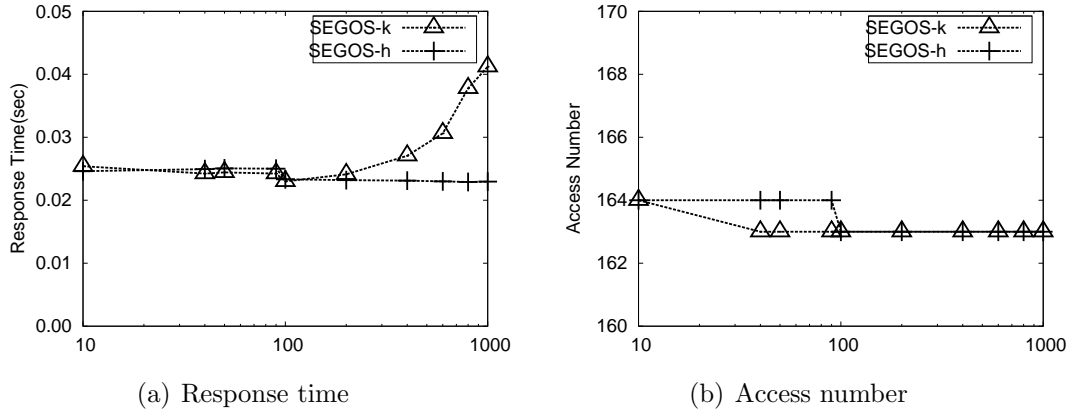 0.05
0.04
0.03
0.02
0.01
0.00
Response Time(sec)
10
100
1000
SEGOS-k
SEGOS-h
(a) Response time
170
168
166
164
162
160
Access Number
10
100
1000
SEGOS-k
SEGOS-h
(b) Access number